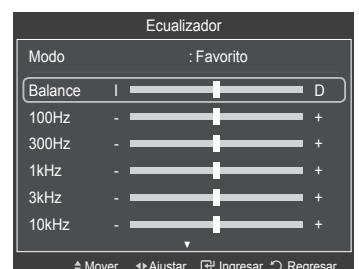 Ecualizador
Modo : Favorito
Balance I D
100Hz - +
300Hz - +
1kHz - +
3kHz - +
10kHz - +
Mover Ajustar Ingresar Regresar